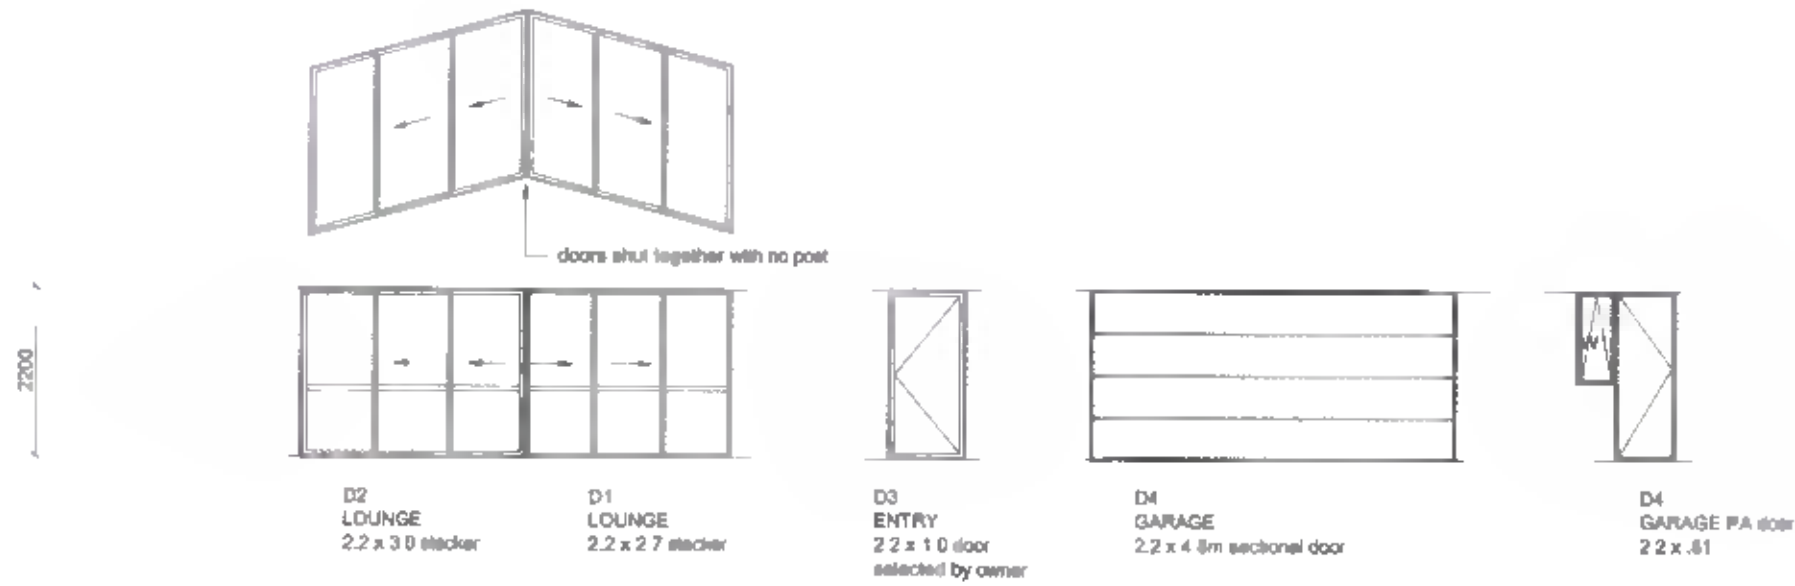 doors shut together with no post
2200
D2
LOUNGE
2.2 x 3.0 stacker
D1
LOUNGE
2.2 x 2.7 stacker
D3
ENTRY
2.2 x 1.0 door
selected by owner
D4
GARAGE
2.2 x 4.8m sectional door
D4
GARAGE PA door
2.2 x .81